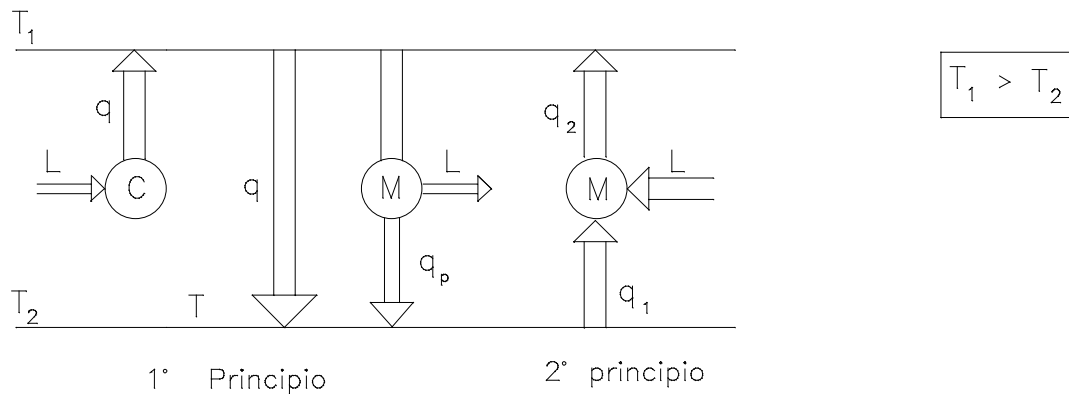 T₁
q
L
C
q
M
L
q₂
M
L
T₁ > T₂
T₂
T
qₚ
q₁
1° Principio
2° principio